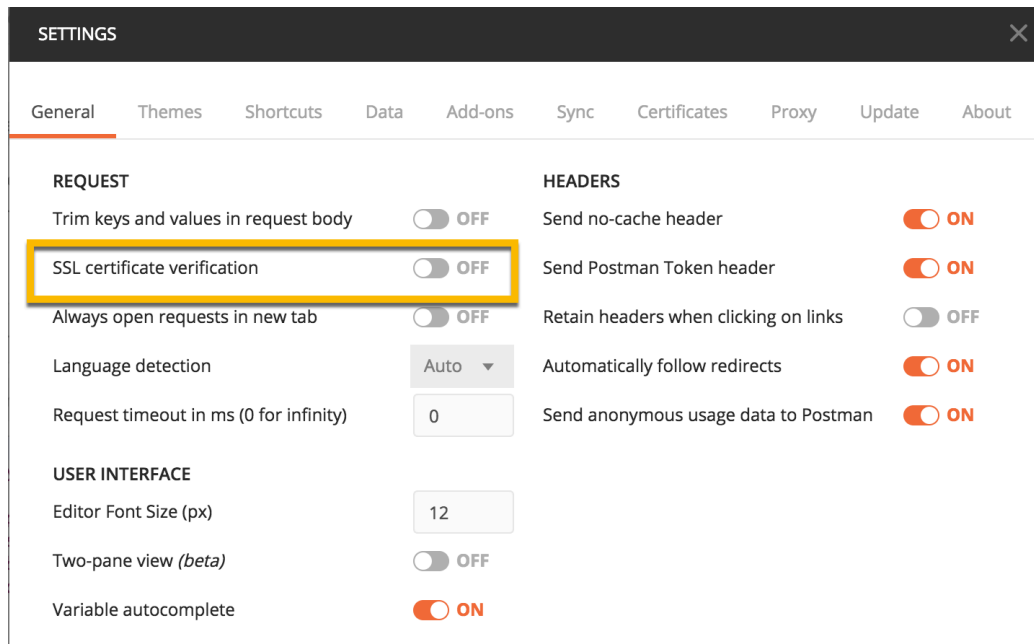 SETTINGS
General Themes Shortcuts Data Add-ons Sync Certificates Proxy Update About
REQUEST
Trim keys and values in request body OFF
SSL certificate verification OFF
Always open requests in new tab OFF
Language detection Auto
Request timeout in ms (0 for infinity) 0
USER INTERFACE
Editor Font Size (px) 12
Two-pane view (beta) OFF
Variable autocomplete ON
HEADERS
Send no-cache header ON
Send Postman Token header ON
Retain headers when clicking on links OFF
Automatically follow redirects ON
Send anonymous usage data to Postman ON